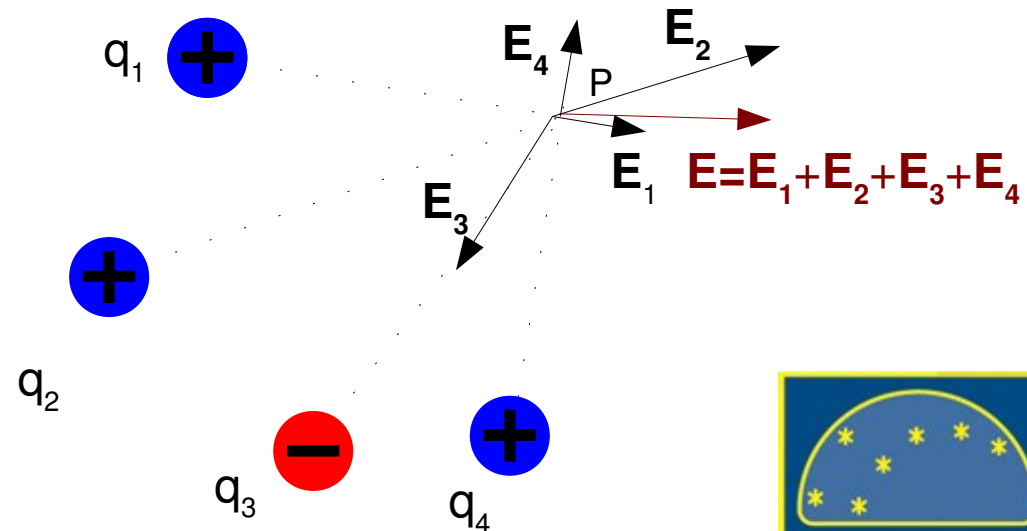 q₁
+
E₄
P
E₂
E₁
E=E₁+E₂+E₃+E₄
E₃
+
q₂
−
q₃
+
q₄